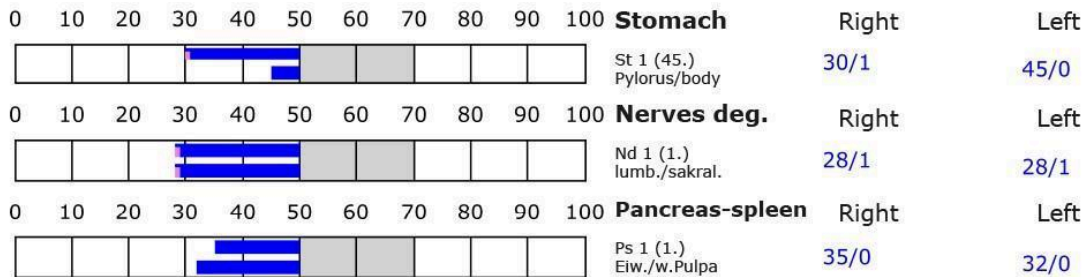 0 10 20 30 40 50 60 70 80 90 100 Stomach Right Left
St 1 (45.) 30/1 45/0
Pylorus/body
0 10 20 30 40 50 60 70 80 90 100 Nerves deg. Right Left
Nd 1 (1.) 28/1 28/1
lumb./sakral.
0 10 20 30 40 50 60 70 80 90 100 Pancreas-spleen Right Left
Ps 1 (1.) 35/0 32/0
Eiw./w.Pulpa